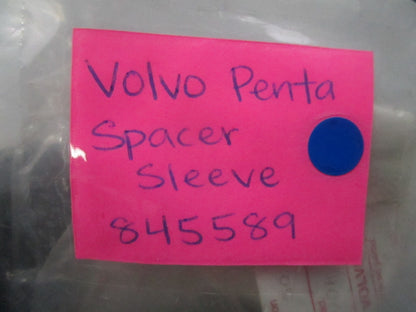 Volvo Penta
Spacer
Sleeve
845589